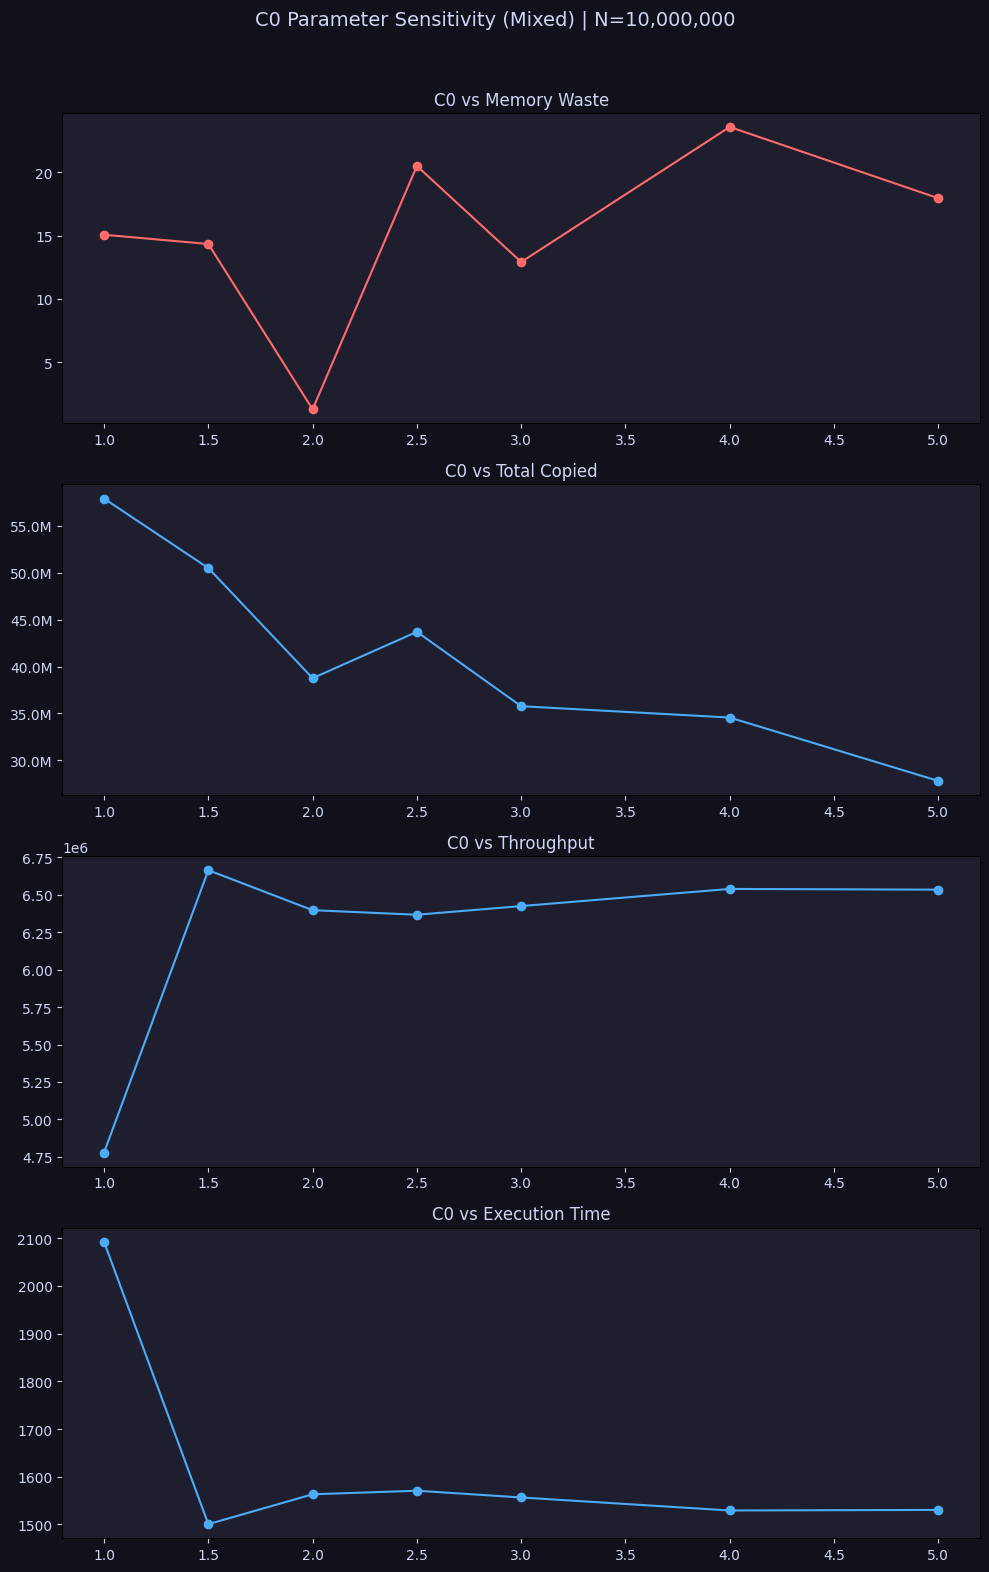 C0 Parameter Sensitivity (Mixed) | N=10,000,000
C0 vs Memory Waste
20
15
10
5
1.0 1.5 2.0 2.5 3.0 3.5 4.0 4.5 5.0
C0 vs Total Copied
55.0M
50.0M
45.0M
40.0M
35.0M
30.0M
1.0 1.5 2.0 2.5 3.0 3.5 4.0 4.5 5.0
C0 vs Throughput
1e6
6.75
6.50
6.25
6.00
5.75
5.50
5.25
5.00
4.75
1.0 1.5 2.0 2.5 3.0 3.5 4.0 4.5 5.0
C0 vs Execution Time
2100
2000
1900
1800
1700
1600
1500
1.0 1.5 2.0 2.5 3.0 3.5 4.0 4.5 5.0